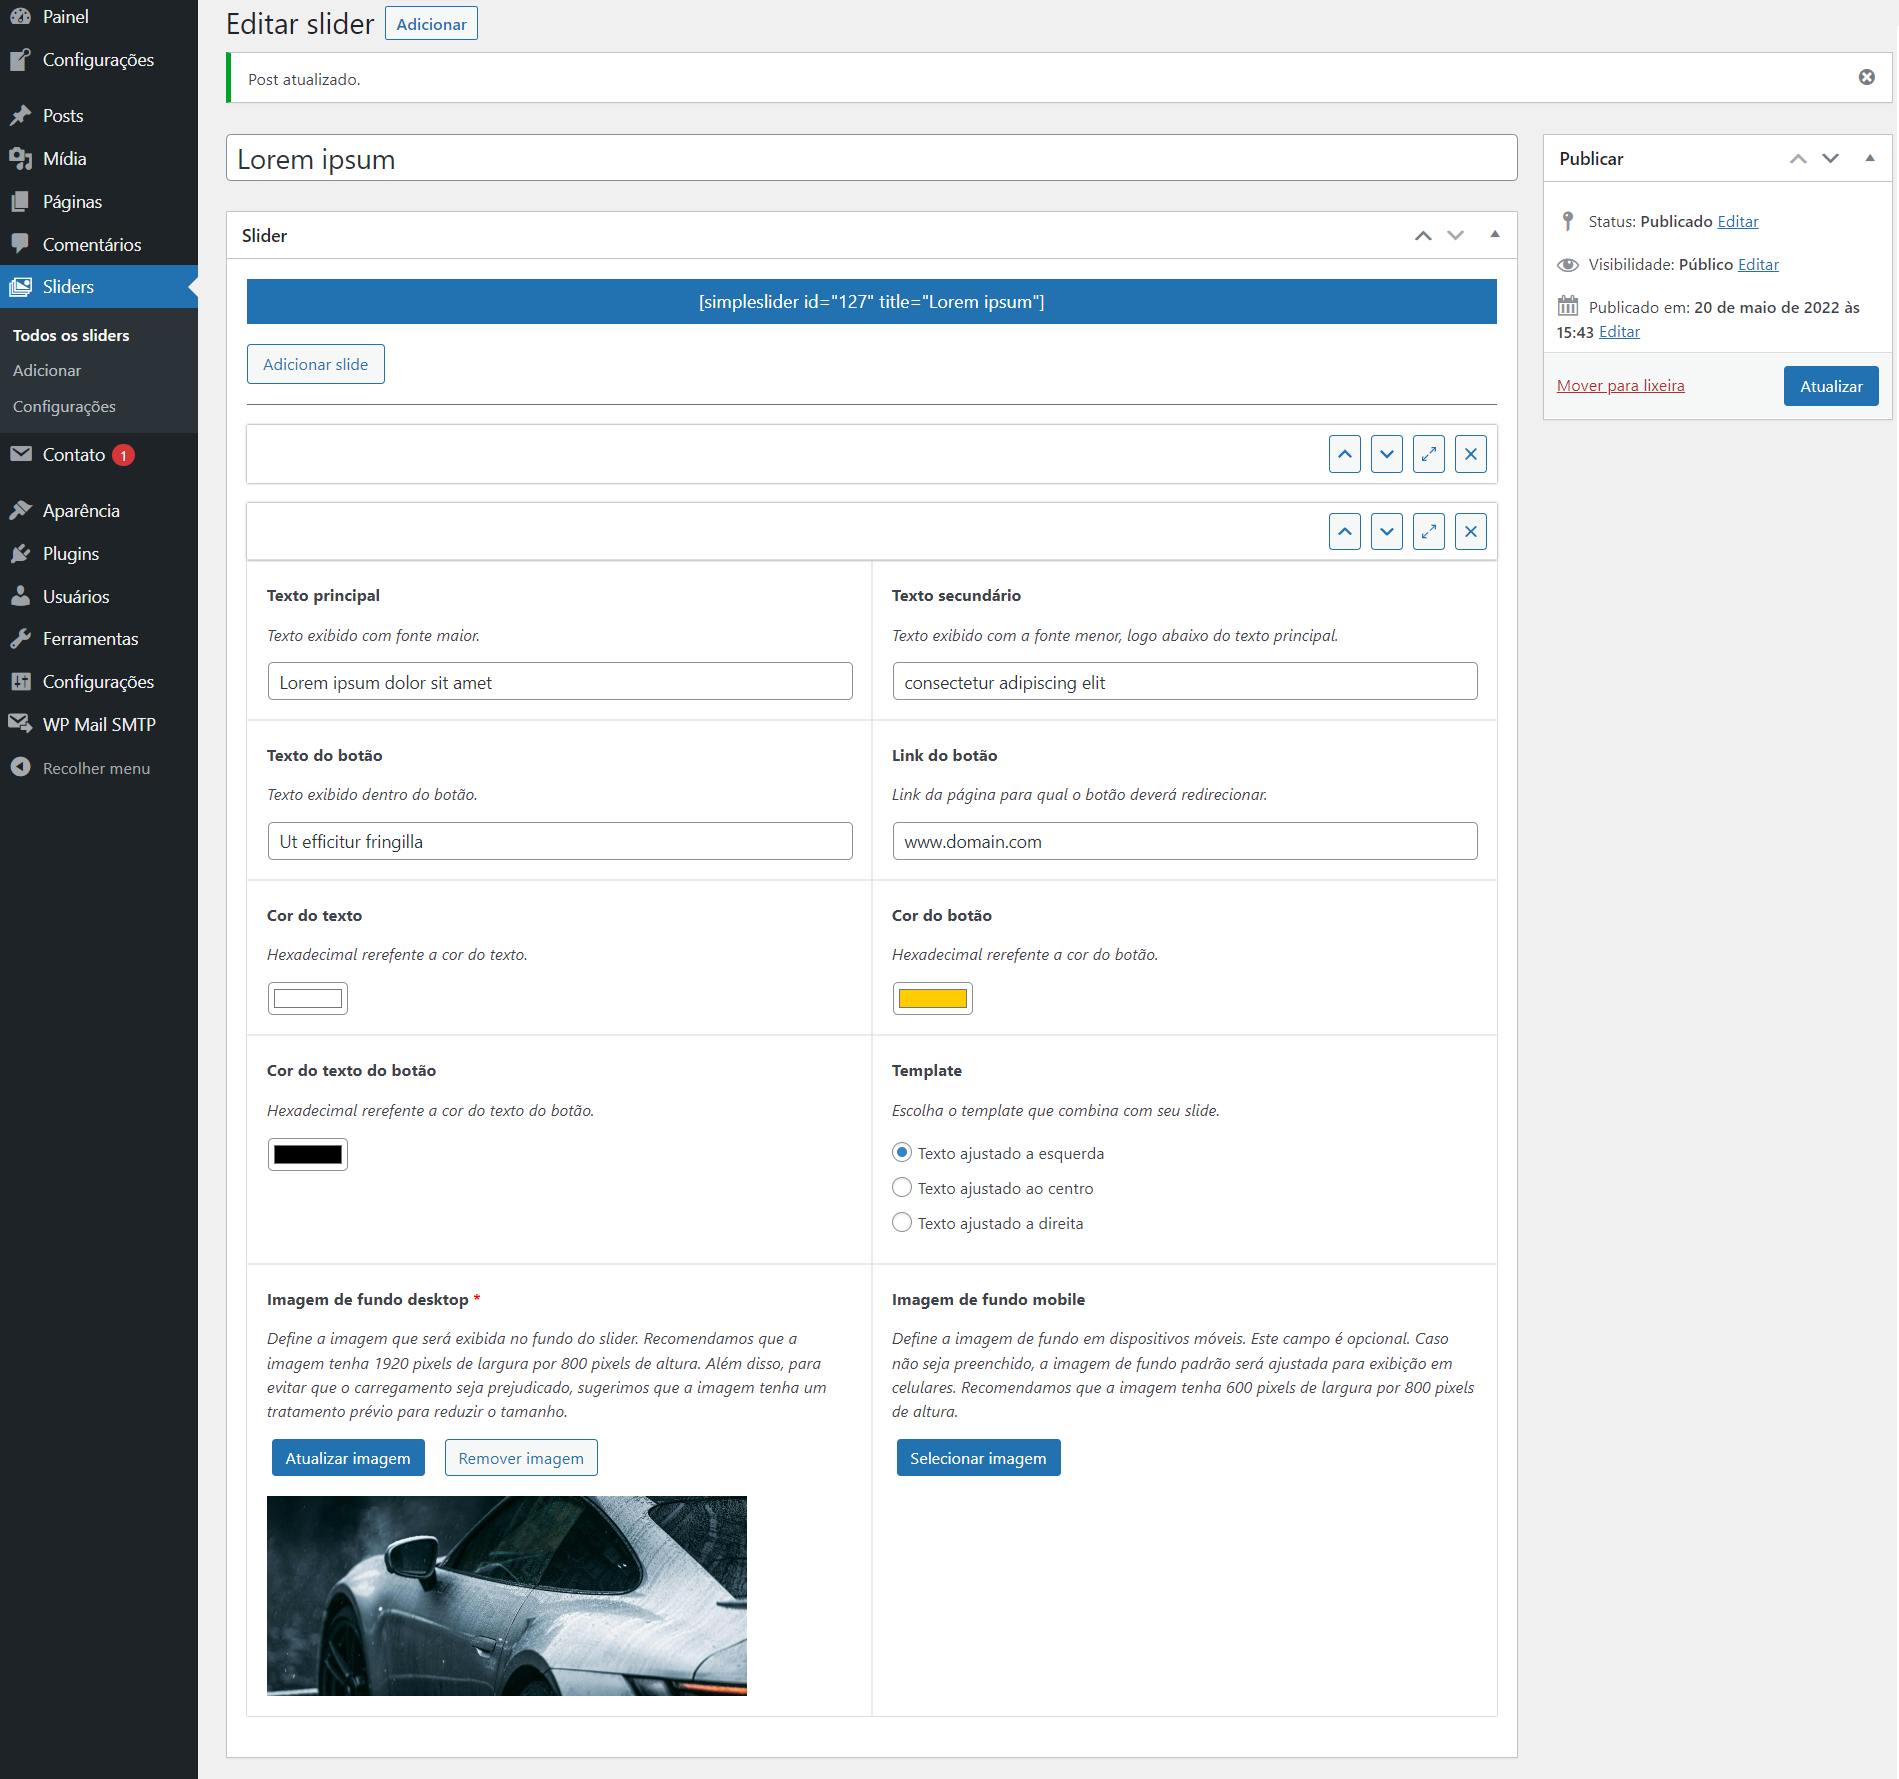 Painel
Configurações
Posts
Mídia
Páginas
Comentários
Sliders
Todos os sliders
Adicionar
Configurações
Contato 1
Aparência
Plugins
Usuários
Ferramentas
Configurações
WP Mail SMTP
Recolher menu
Editar slider Adicionar
Post atualizado.
Lorem ipsum
Slider
[simpleslider id="127" title="Lorem ipsum"]
Adicionar slide
Texto principal
Texto exibido com fonte maior.
Lorem ipsum dolor sit amet
Texto secundário
Texto exibido com a fonte menor, logo abaixo do texto principal.
consectetur adipiscing elit
Texto do botão
Texto exibido dentro do botão.
Ut efficitur fringilla
Link do botão
Link da página para qual o botão deverá redirecionar.
www.domain.com
Cor do texto
Hexadecimal rerefente a cor do texto.
Cor do botão
Hexadecimal rerefente a cor do botão.
Cor do texto do botão
Hexadecimal rerefente a cor do texto do botão.
Template
Escolha o template que combina com seu slide.
Texto ajustado a esquerda
Texto ajustado ao centro
Texto ajustado a direita
Imagem de fundo desktop *
Define a imagem que será exibida no fundo do slider. Recomendamos que a
imagem tenha 1920 pixels de largura por 800 pixels de altura. Além disso, para
evitar que o carregamento seja prejudicado, sugerimos que a imagem tenha um
tratamento prévio para reduzir o tamanho.
Atualizar imagem Remover imagem
Imagem de fundo mobile
Define a imagem de fundo em dispositivos móveis. Este campo é opcional. Caso
não seja preenchido, a imagem de fundo padrão será ajustada para exibição em
celulares. Recomendamos que a imagem tenha 600 pixels de largura por 800 pixels
de altura.
Selecionar imagem
Publicar
Status: Publicado Editar
Visibilidade: Público Editar
Publicado em: 20 de maio de 2022 às
15:43 Editar
Mover para lixeira Atualizar